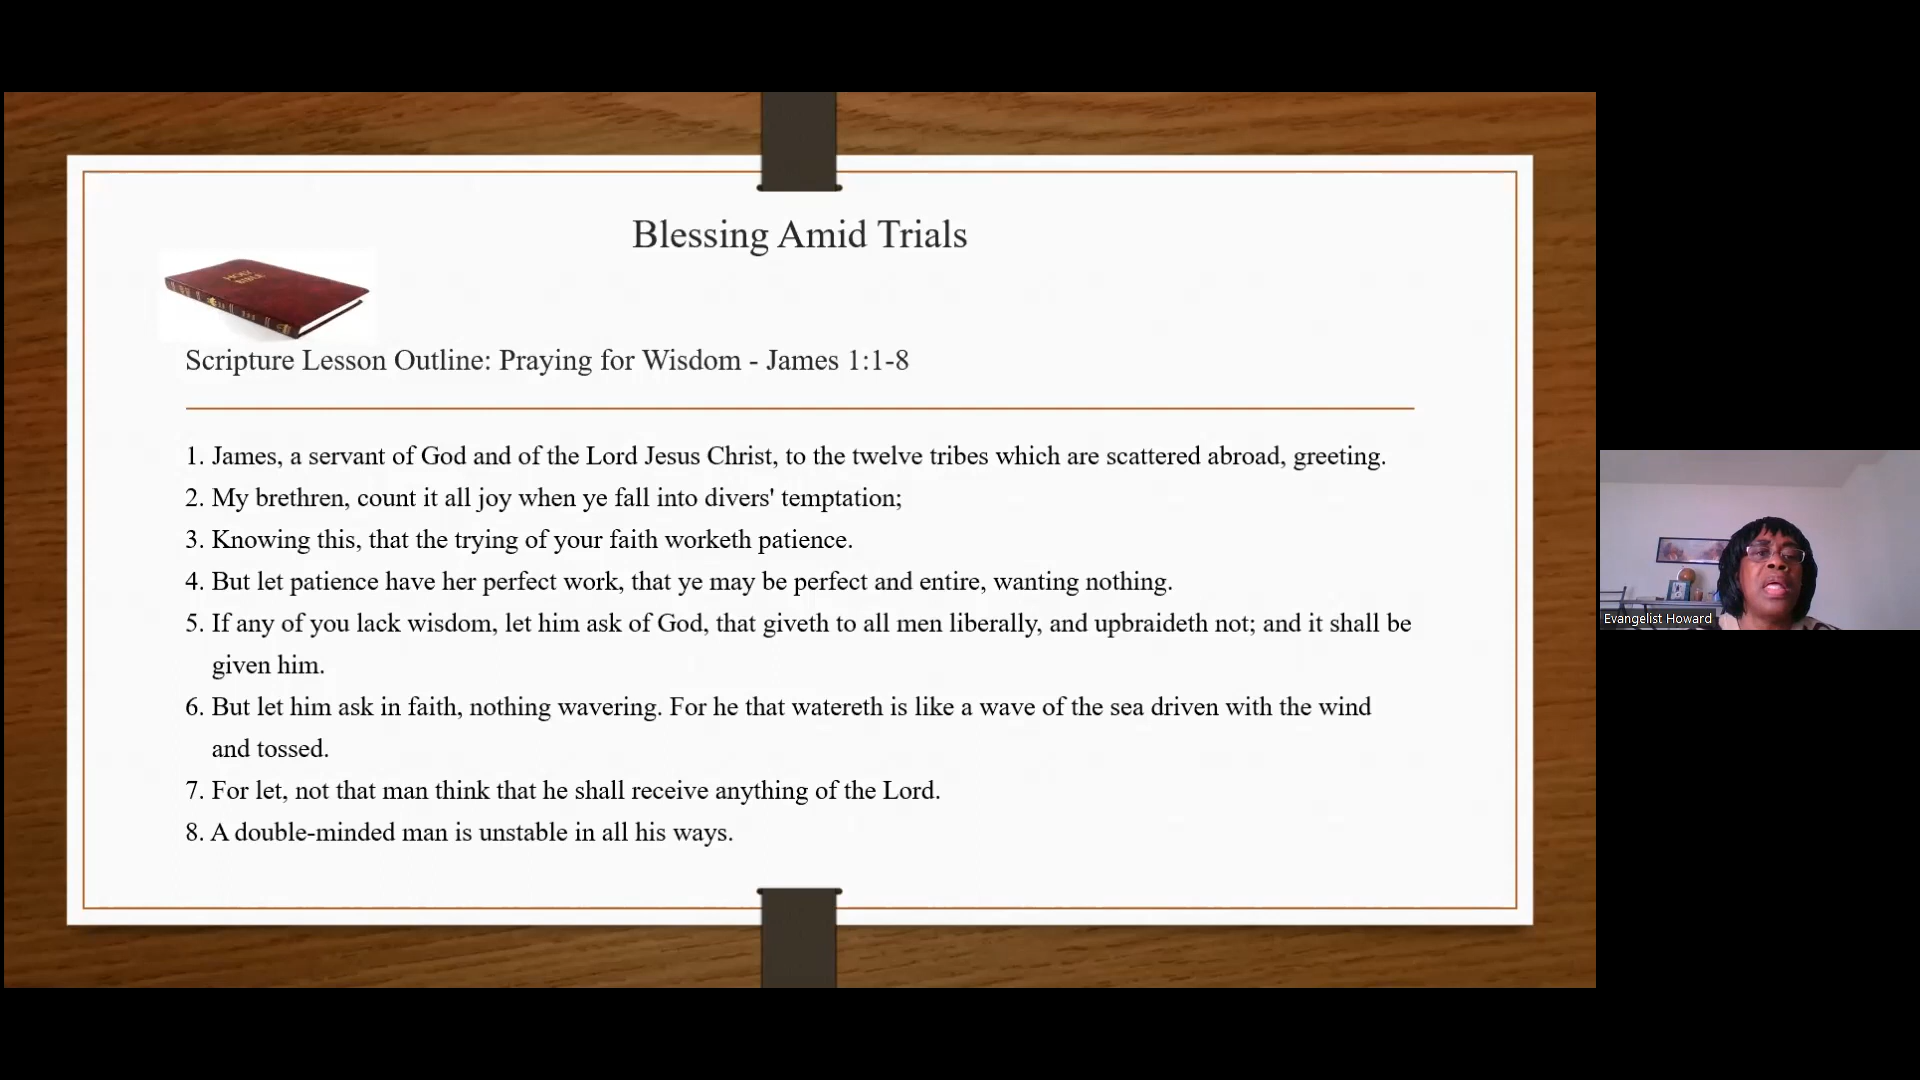 Blessing Amid Trials
HOLY
BIBLE
Scripture Lesson Outline: Praying for Wisdom - James 1:1-8
1. James, a servant of God and of the Lord Jesus Christ, to the twelve tribes which are scattered abroad, greeting.
2. My brethren, count it all joy when ye fall into divers' temptation;
3. Knowing this, that the trying of your faith worketh patience.
4. But let patience have her perfect work, that ye may be perfect and entire, wanting nothing.
5. If any of you lack wisdom, let him ask of God, that giveth to all men liberally, and upbraideth not; and it shall be
given him.
6. But let him ask in faith, nothing wavering. For he that watereth is like a wave of the sea driven with the wind
and tossed.
7. For let, not that man think that he shall receive anything of the Lord.
8. A double-minded man is unstable in all his ways.
Evangelist Howard